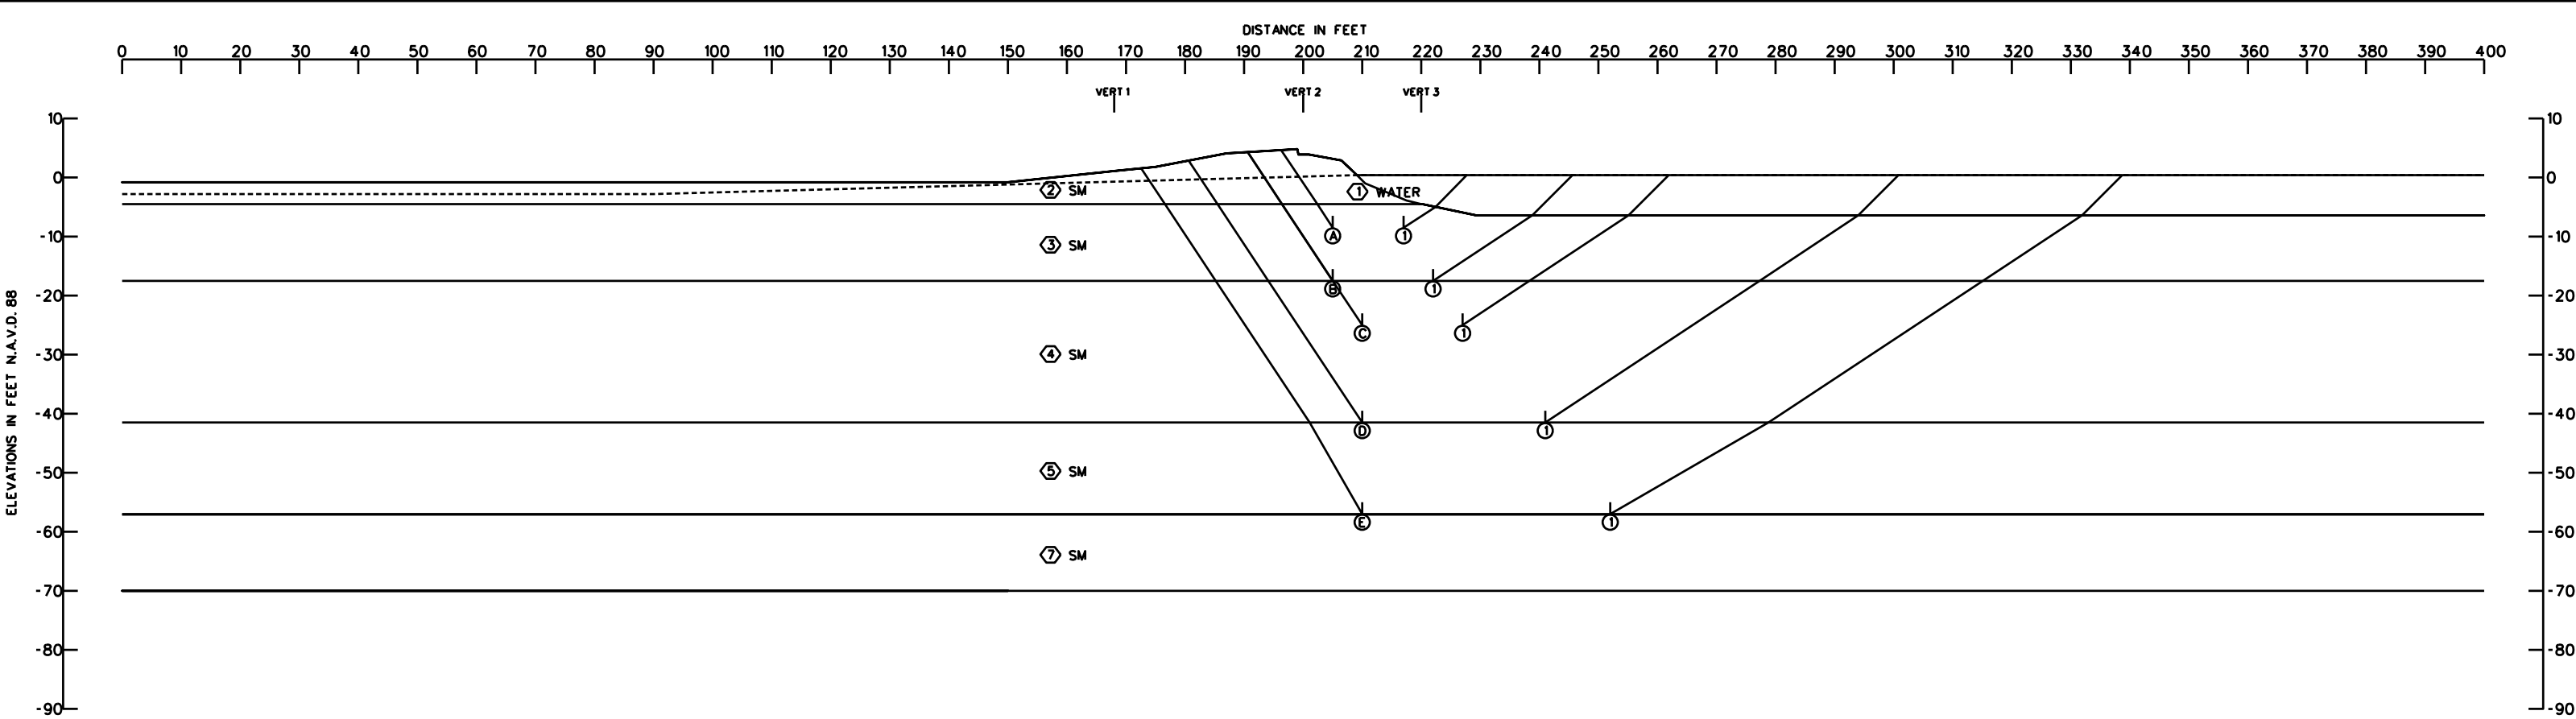 DISTANCE IN FEET
0 10 20 30 40 50 60 70 80 90 100 110 120 130 140 150 160 170 180 190 200 210 220 230 240 250 260 270 280 290 300 310 320 330 340 350 360 370 380 390 400
VERT 1 VERT 2 VERT 3
10 10
0 0
2 SM 1 WATER
-10 A 1 -10
3 SM
B 1
-20 -20
C 1
-30 4 SM -30
ELEVATIONS IN FEET N.A.V.D. 88
-40 -40
D 1
-50 5 SM -50
E 1
-60 -60
7 SM
-70 -70
-80 -80
-90 -90